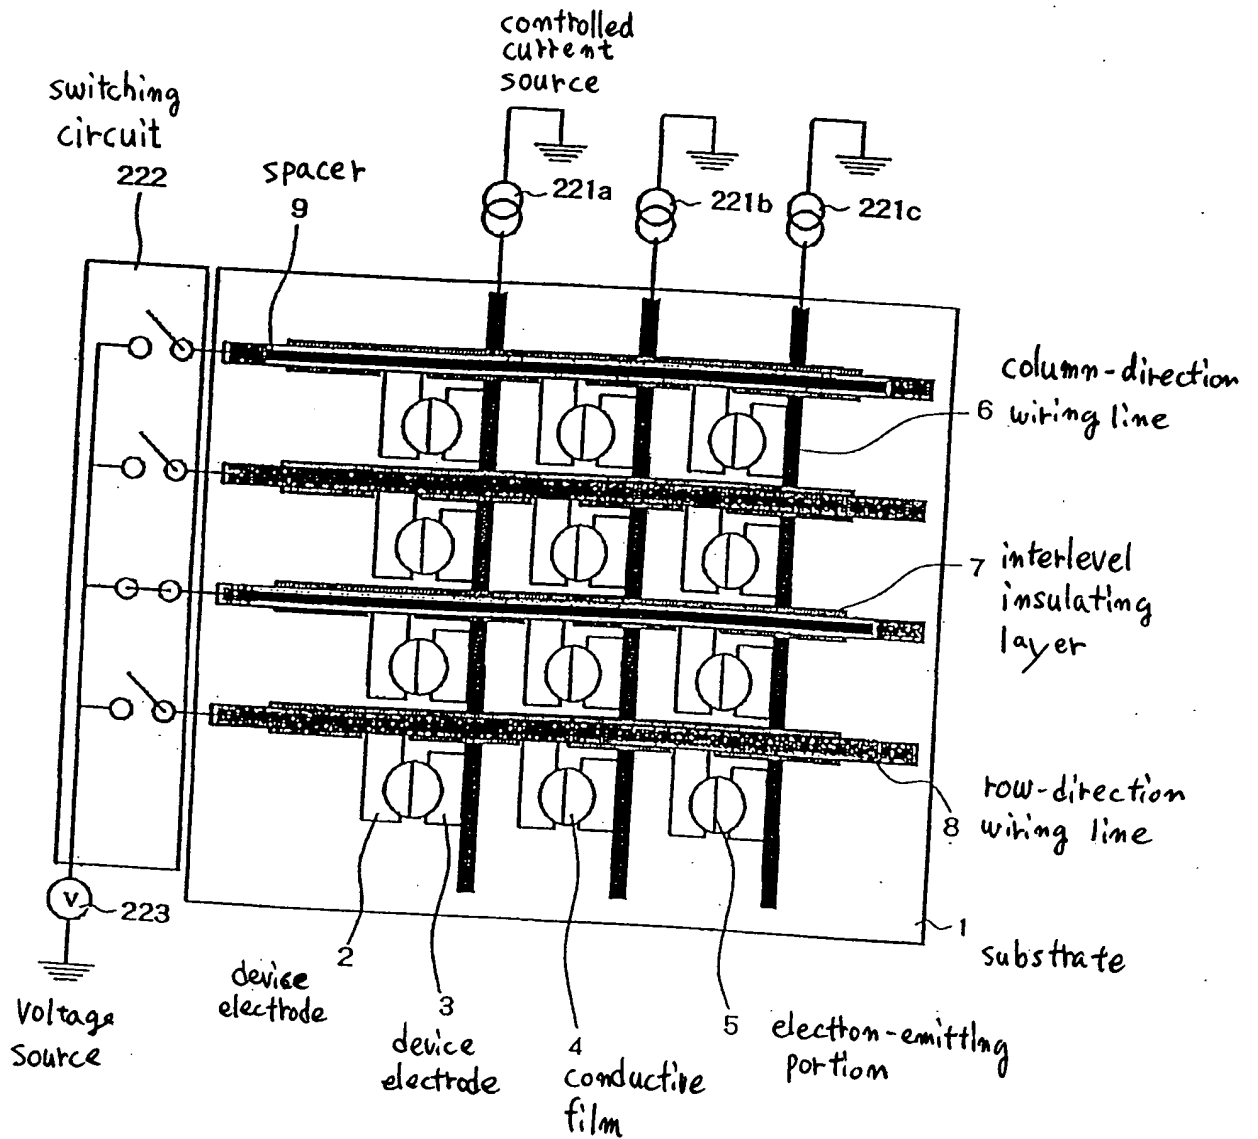 controlled
current
source
switching
circuit
222
spacer
9
221a
221b
221c
column-direction
6 wiring line
7 interlevel
insulating
layer
row-direction
8 wiring line
V
223
1
substrate
Voltage
source
2
device
electrode
3
device
electrode
4
conductive
film
5
electron-emitting
portion